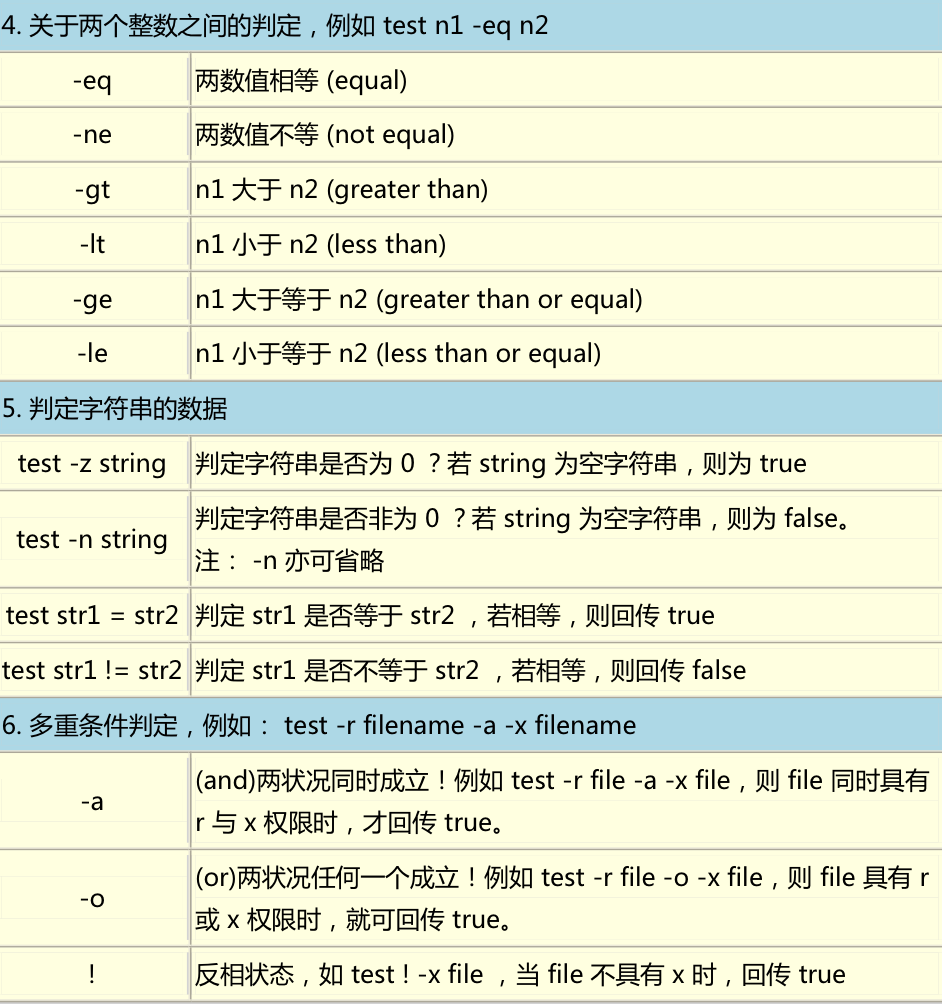 4. 关于两个整数之间的判定，例如 test n1 -eq n2
-eq 两数值相等 (equal)
-ne 两数值不等 (not equal)
-gt n1 大于 n2 (greater than)
-lt n1 小于 n2 (less than)
-ge n1 大于等于 n2 (greater than or equal)
-le n1 小于等于 n2 (less than or equal)
5. 判定字符串的数据
test -z string 判定字符串是否为 0 ？若 string 为空字符串，则为 true
test -n string 判定字符串是否非为 0 ？若 string 为空字符串，则为 false。
注： -n 亦可省略
test str1 = str2 判定 str1 是否等于 str2 ，若相等，则回传 true
test str1 != str2 判定 str1 是否不等于 str2 ，若相等，则回传 false
6. 多重条件判定，例如： test -r filename -a -x filename
-a (and)两状况同时成立！例如 test -r file -a -x file，则 file 同时具有
r 与 x 权限时，才回传 true。
-o (or)两状况任何一个成立！例如 test -r file -o -x file，则 file 具有 r
或 x 权限时，就可回传 true。
! 反相状态，如 test ! -x file ，当 file 不具有 x 时，回传 true